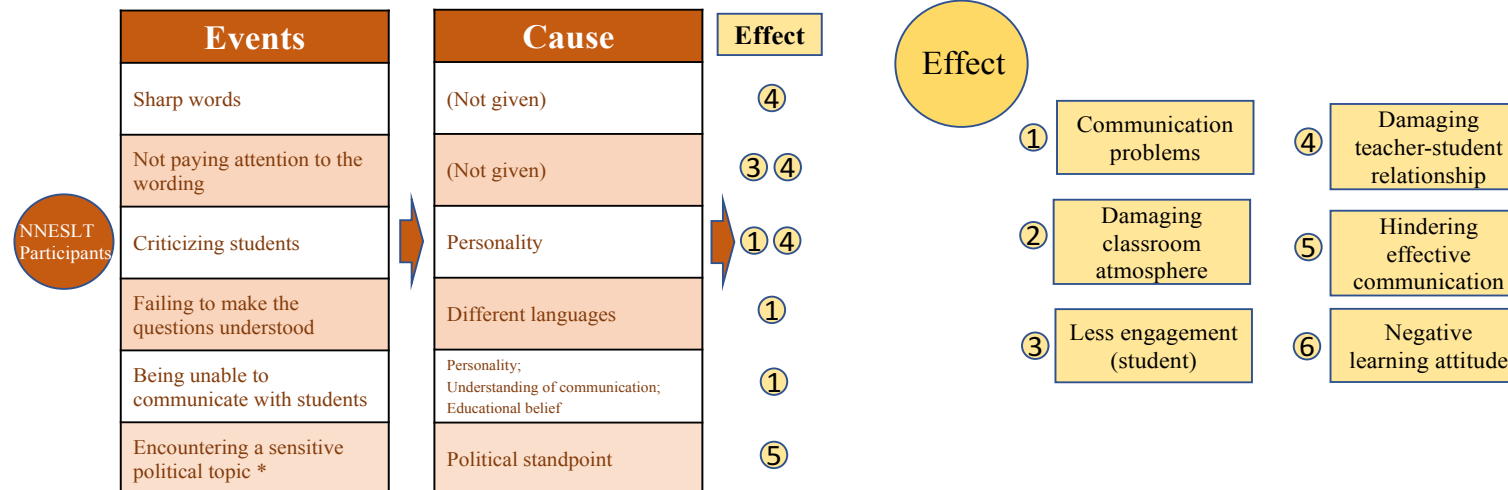 Events
Cause
Effect
Sharp words
(Not given)
④
Not paying attention to the
wording
(Not given)
③ ④
NNESLT
Participants
Criticizing students
Personality
① ④
Failing to make the
questions understood
Different languages
①
Being unable to
communicate with students
Personality;
Understanding of communication;
Educational belief
①
Encountering a sensitive
political topic *
Political standpoint
⑤
Effect
①
Communication
problems
④
Damaging
teacher-student
relationship
②
Damaging
classroom
atmosphere
⑤
Hindering
effective
communication
③
Less engagement
(student)
⑥
Negative
learning attitude